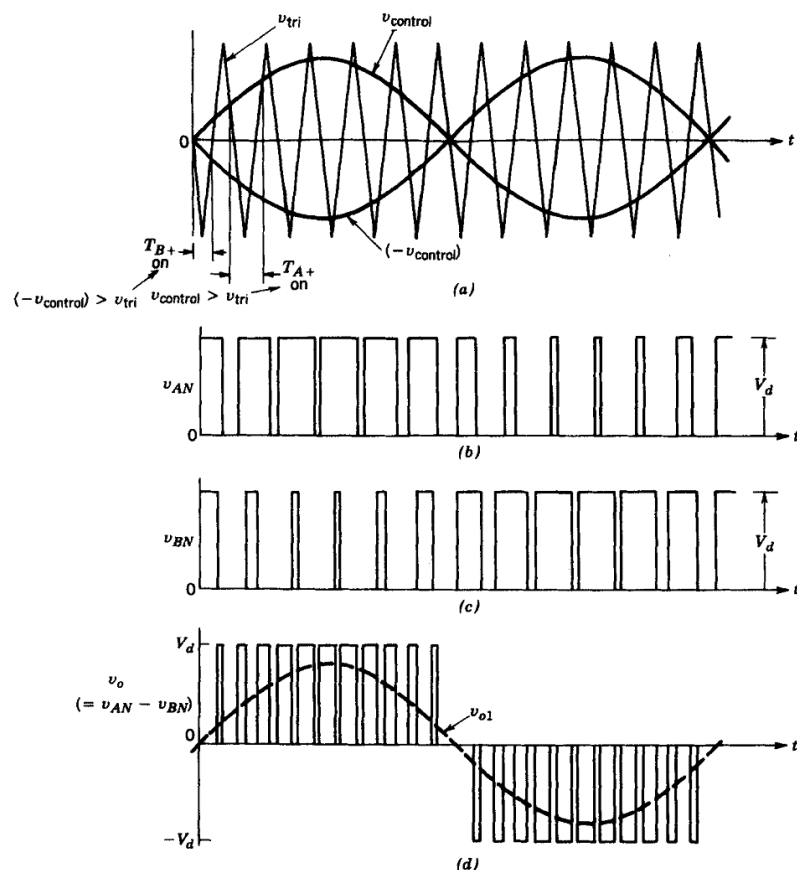 v_tri
v_control
0
t
(-v_control)
T_B+
on
T_A+
on
(-v_control) > v_tri
v_control > v_tri
(a)
v_AN
V_d
0
t
(b)
v_BN
V_d
0
t
(c)
V_d
v_o
(= v_AN - v_BN)
v_o1
0
t
-V_d
(d)